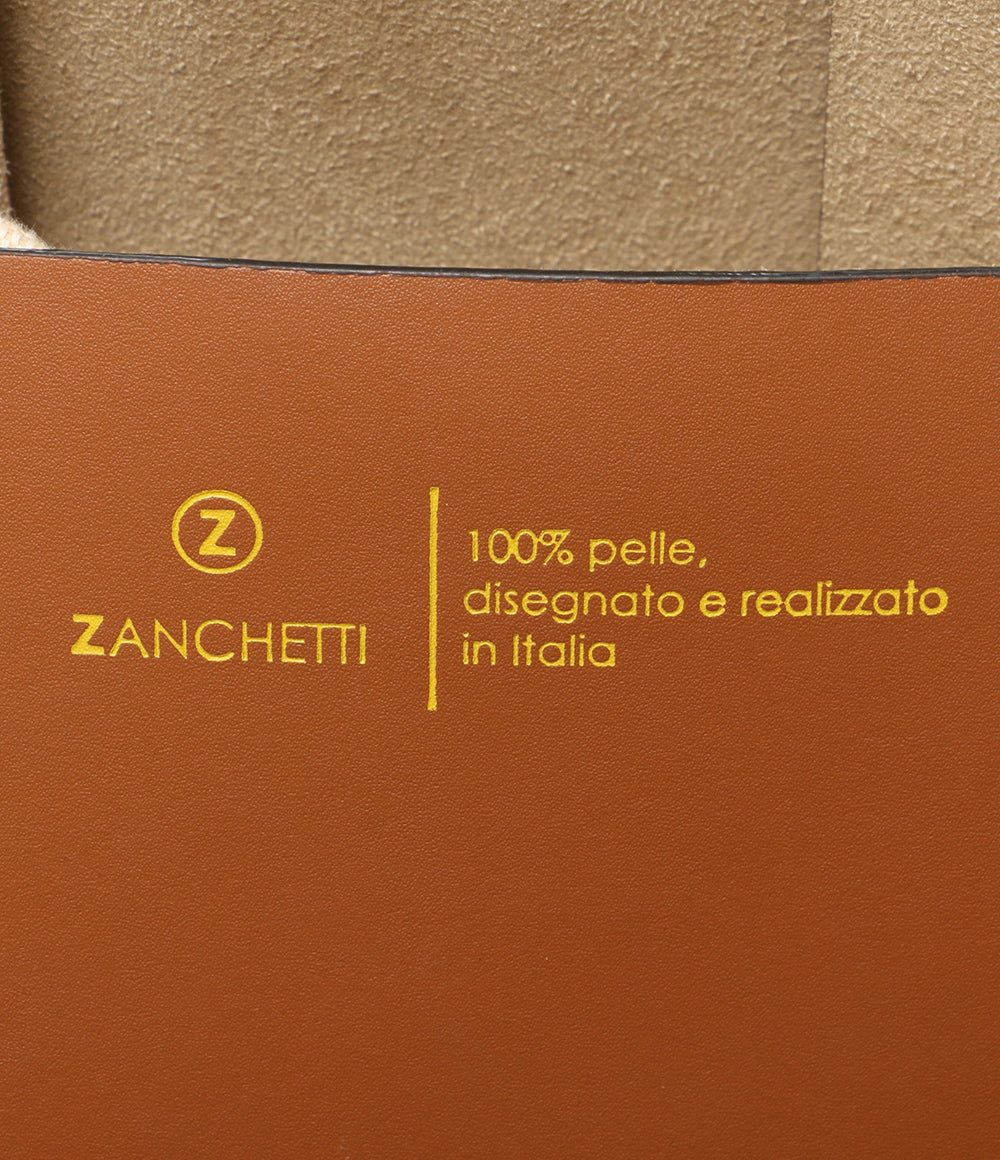 Z
ZANCHETTI
100% pelle,
disegnato e realizzato
in Italia